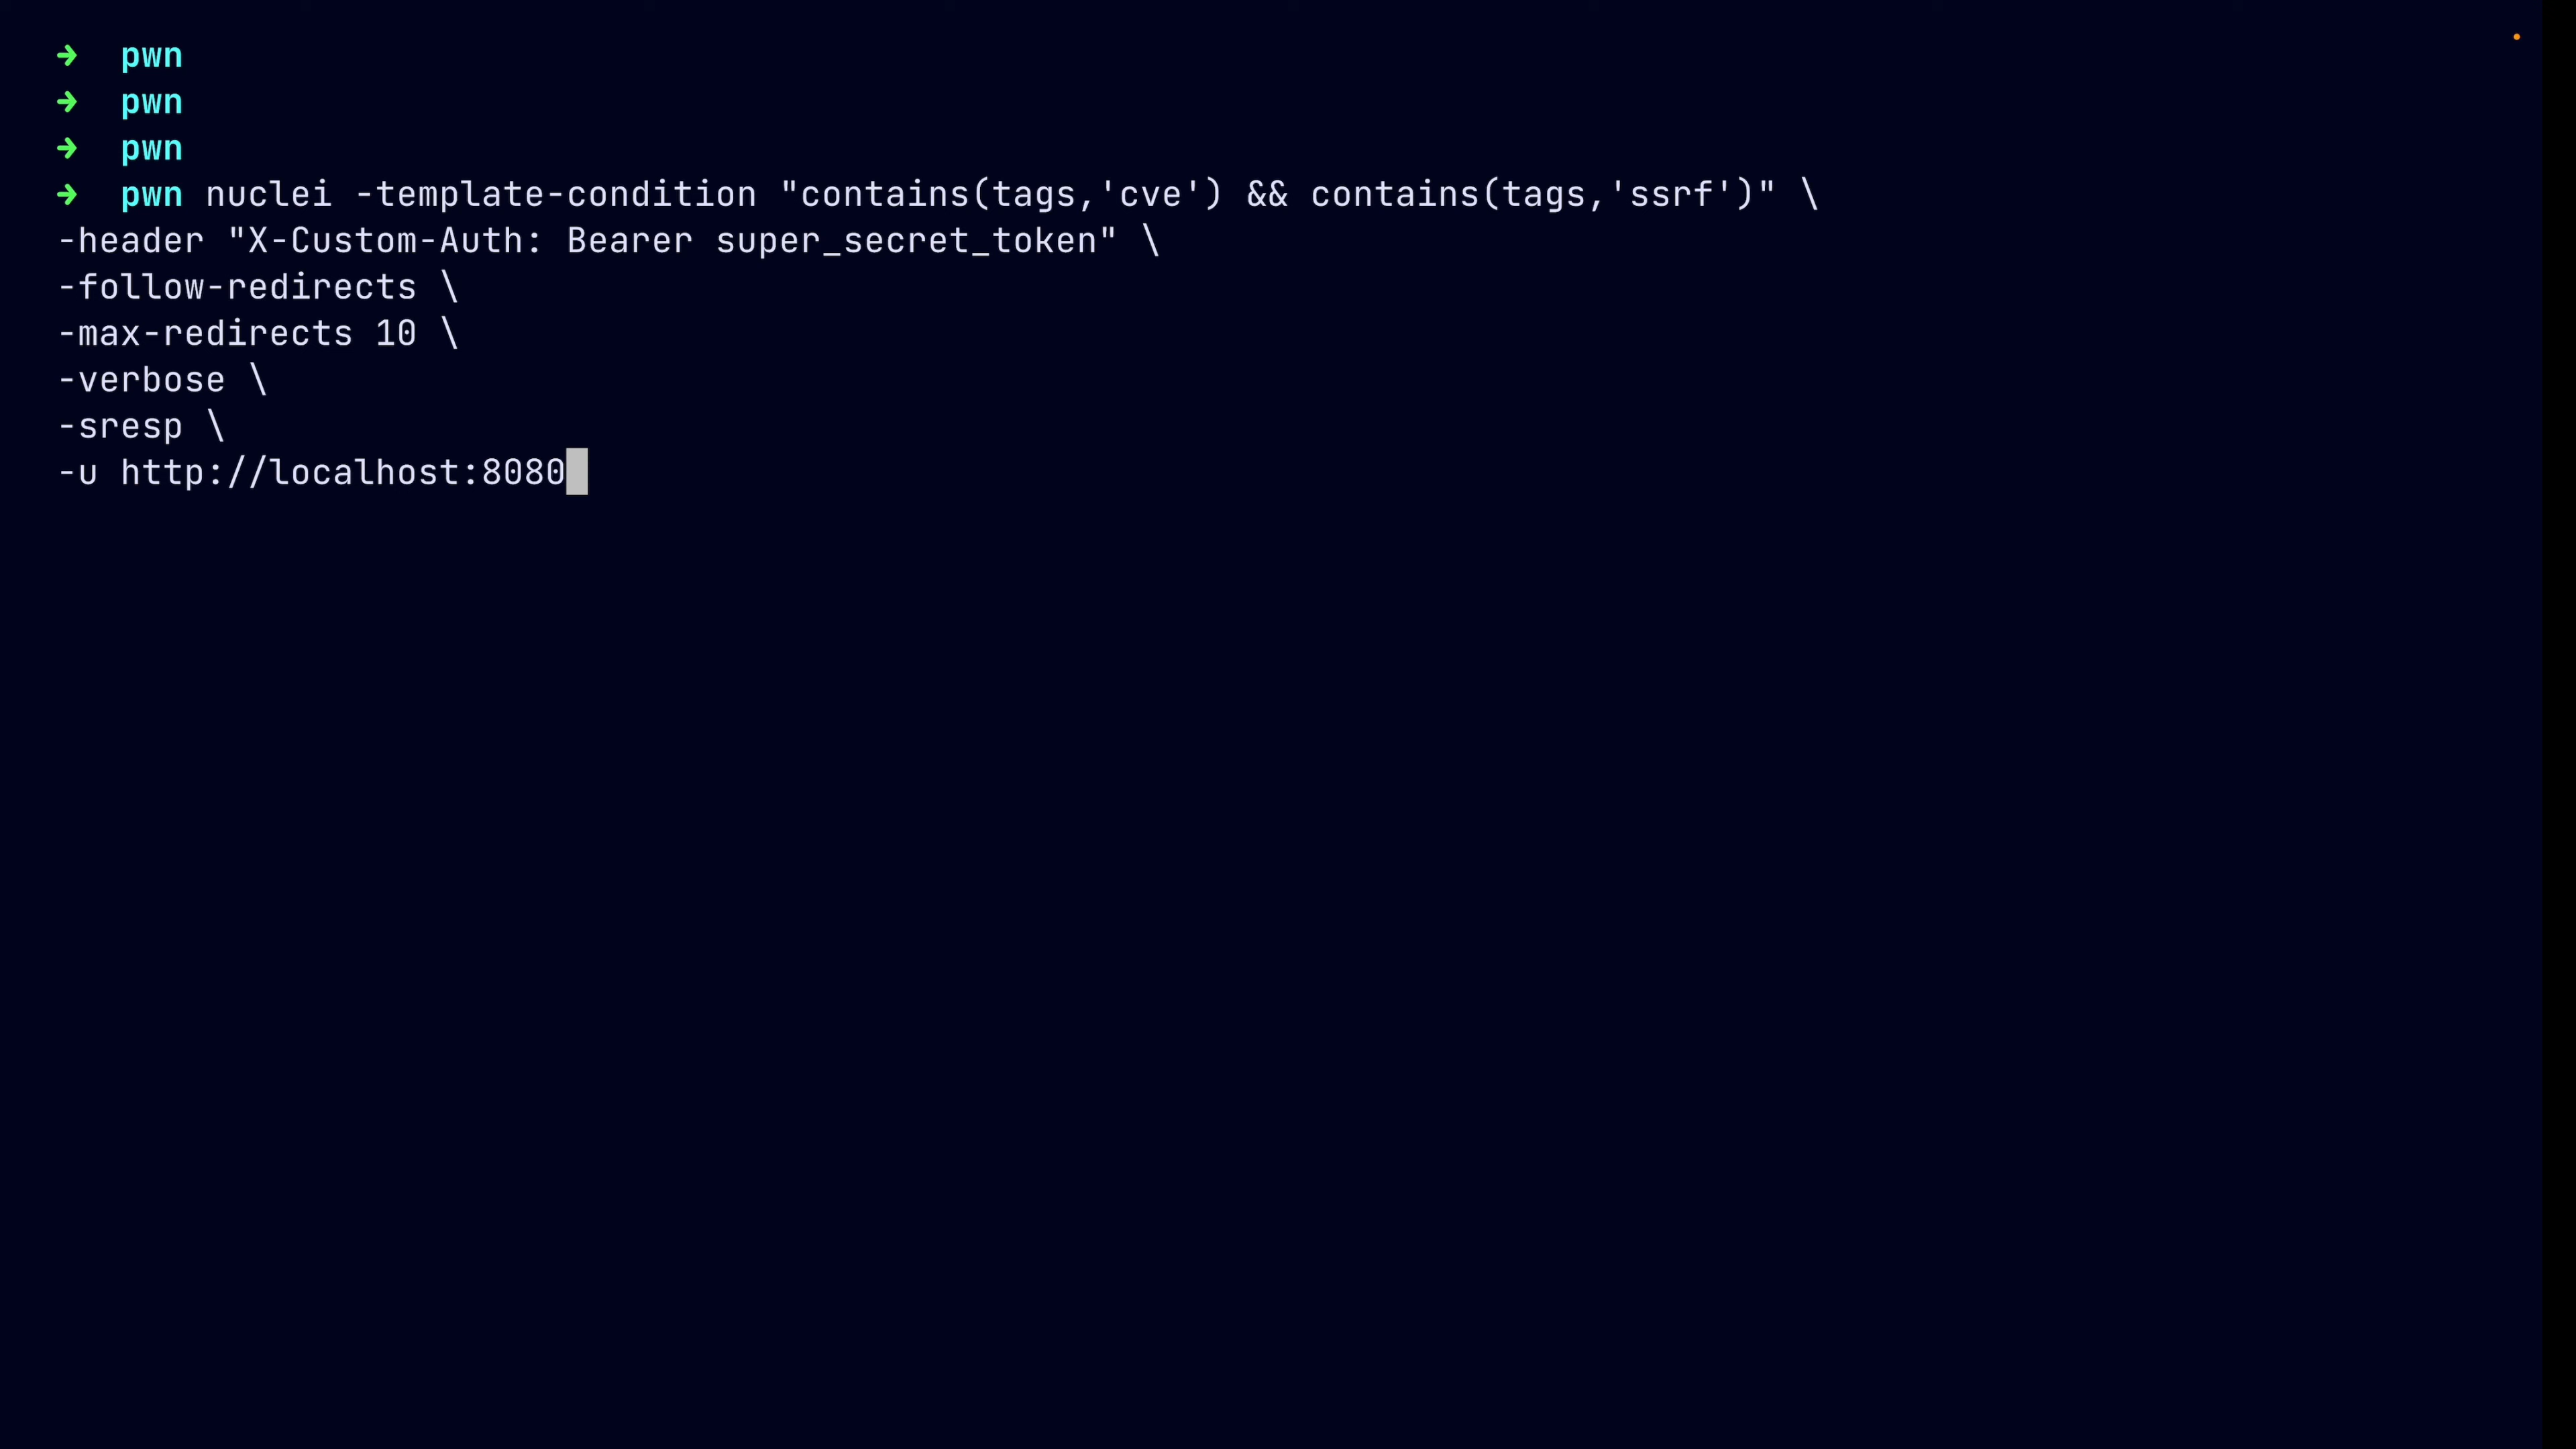 ➜ pwn
➜ pwn
➜ pwn
➜ pwn nuclei -template-condition "contains(tags,'cve') && contains(tags,'ssrf')" \
-header "X-Custom-Auth: Bearer super_secret_token" \
-follow-redirects \
-max-redirects 10 \
-verbose \
-sresp \
-u http://localhost:8080